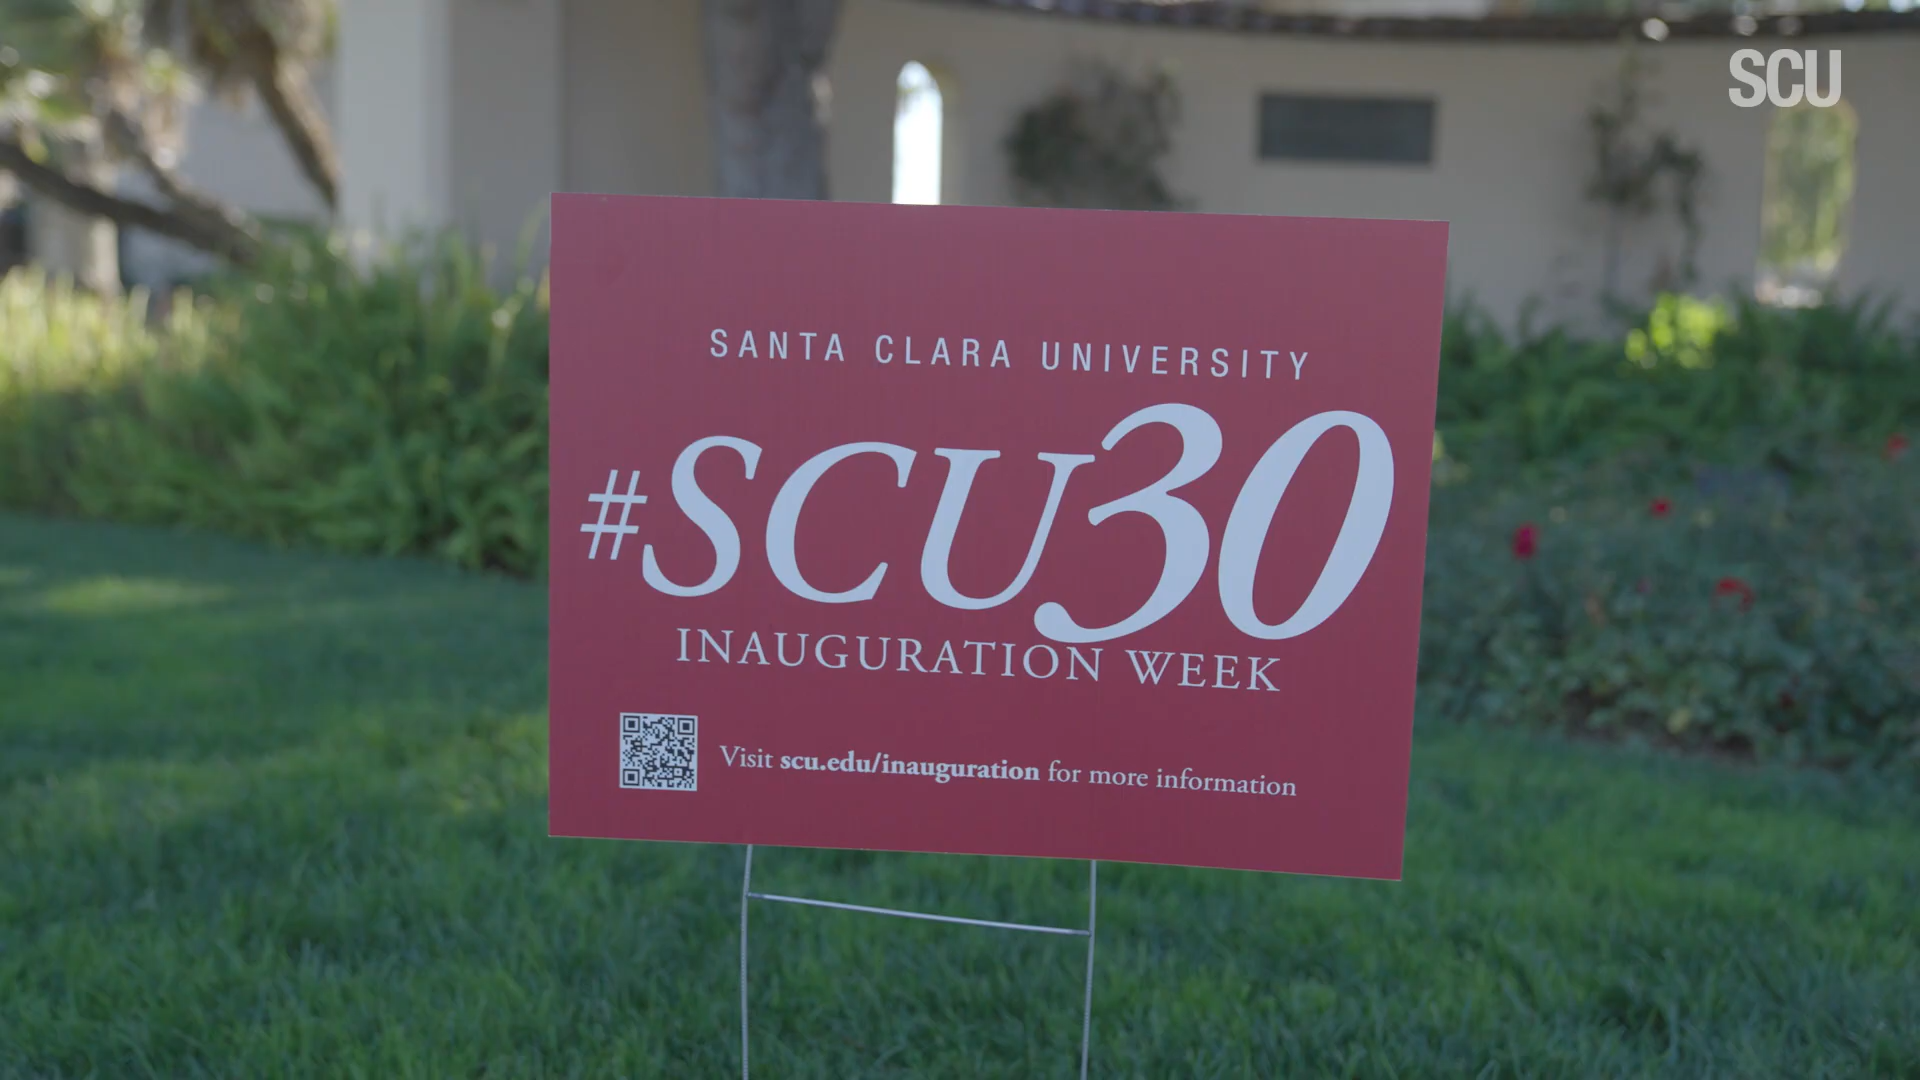 SCU
SANTA CLARA UNIVERSITY
#SCU30
INAUGURATION WEEK
Visit scu.edu/inauguration for more information